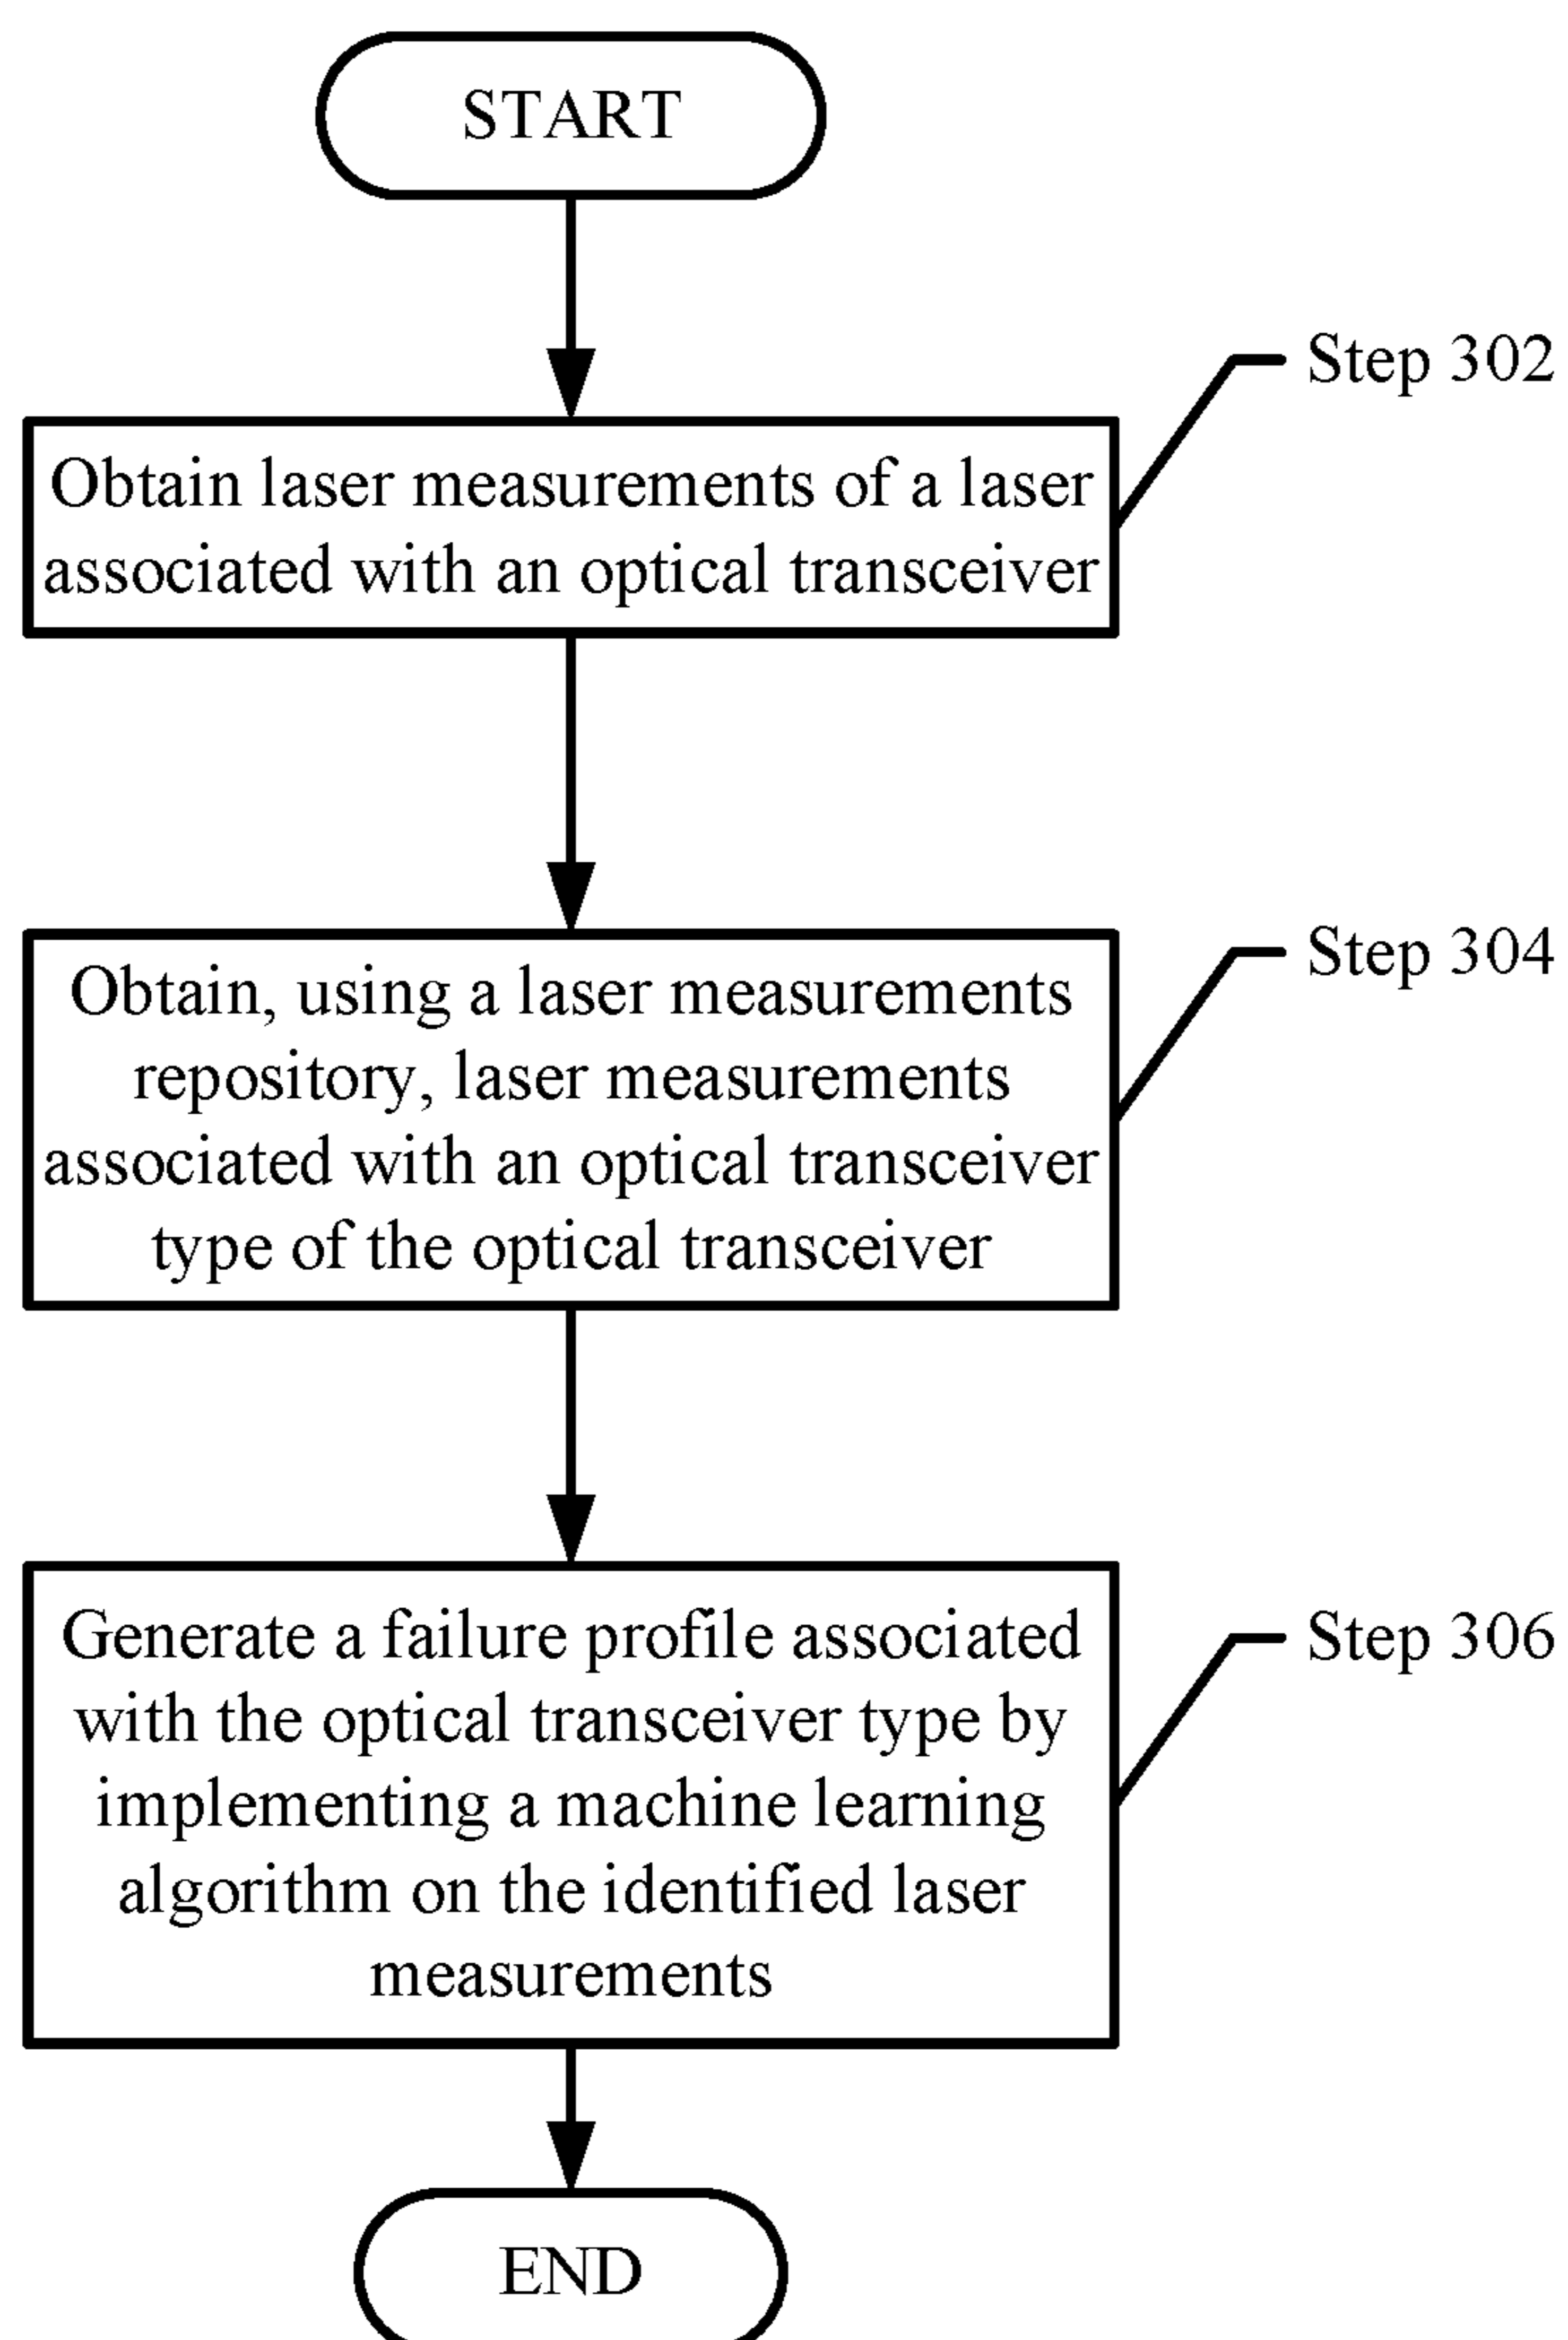 START
Step 302
Obtain laser measurements of a laser
associated with an optical transceiver
Step 304
Obtain, using a laser measurements
repository, laser measurements
associated with an optical transceiver
type of the optical transceiver
Step 306
Generate a failure profile associated
with the optical transceiver type by
implementing a machine learning
algorithm on the identified laser
measurements
END